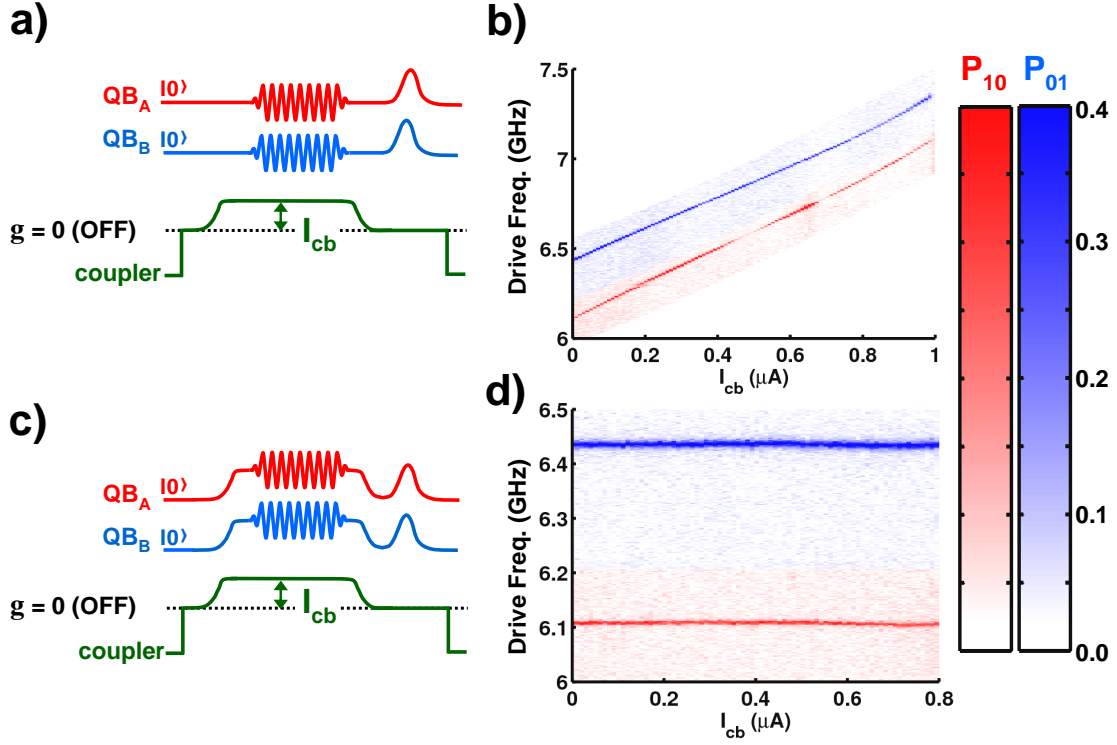 a)
QB_A |0⟩
QB_B |0⟩
g = 0 (OFF)
I_cb
coupler
b)
Drive Freq. (GHz)
7.5
7
6.5
6
0 0.2 0.4 0.6 0.8 1
I_cb (μA)
c)
QB_A |0⟩
QB_B |0⟩
g = 0 (OFF)
I_cb
coupler
d)
Drive Freq. (GHz)
6.5
6.4
6.3
6.2
6.1
6
0 0.2 0.4 0.6 0.8
I_cb (μA)
P_10 P_01
0.4
0.3
0.2
0.1
0.0